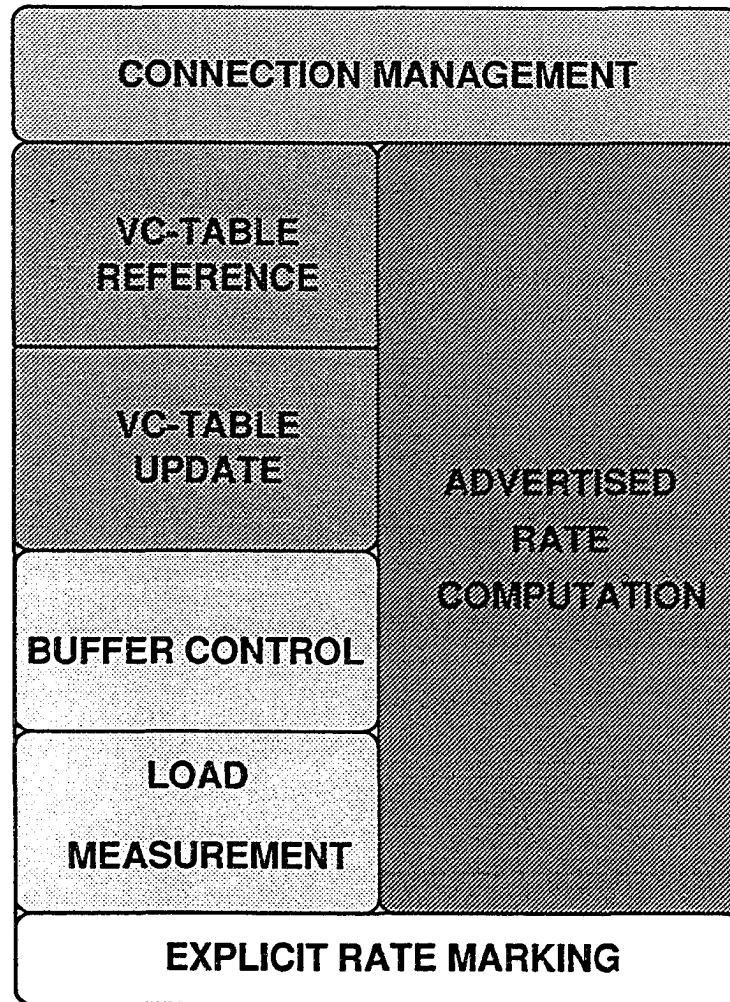 CONNECTION MANAGEMENT
VC-TABLE
REFERENCE
VC-TABLE
UPDATE
ADVERTISED
RATE
COMPUTATION
BUFFER CONTROL
LOAD
MEASUREMENT
EXPLICIT RATE MARKING